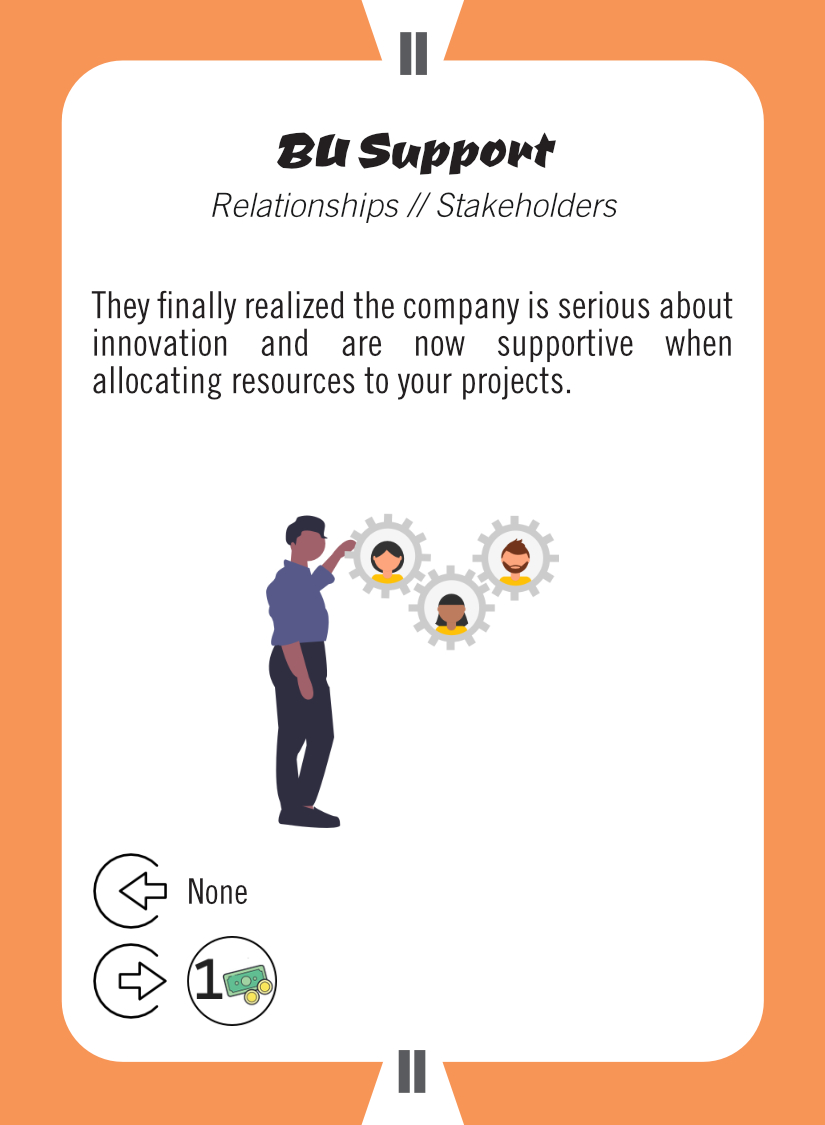 II
BU Support
Relationships // Stakeholders
They finally realized the company is serious about
innovation and are now supportive when
allocating resources to your projects.
None
1
II